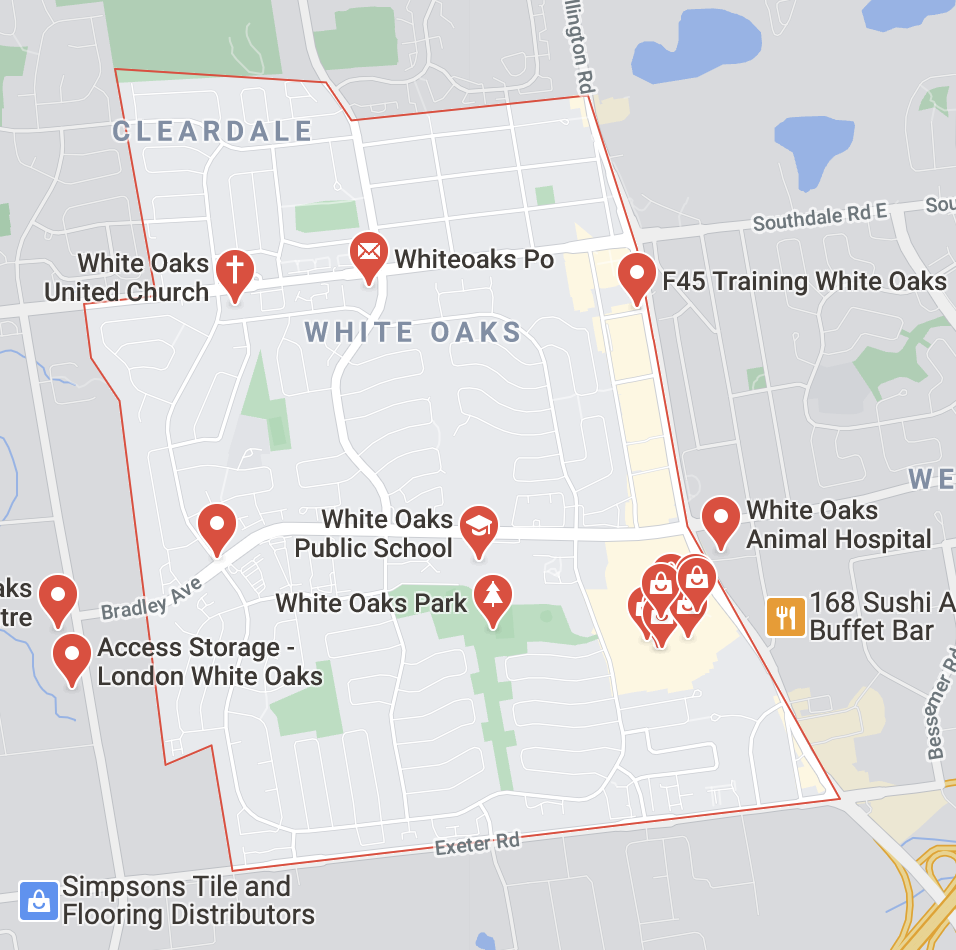 CLEARDALE
Southdale Rd E
White Oaks
United Church
Whiteoaks Po
F45 Training White Oaks
WHITE OAKS
White Oaks
Public School
White Oaks
Animal Hospital
Bradley Ave
White Oaks Park
168 Sushi A
Buffet Bar
Access Storage -
London White Oaks
Bessemer Rd
Exeter Rd
Simpsons Tile and
Flooring Distributors